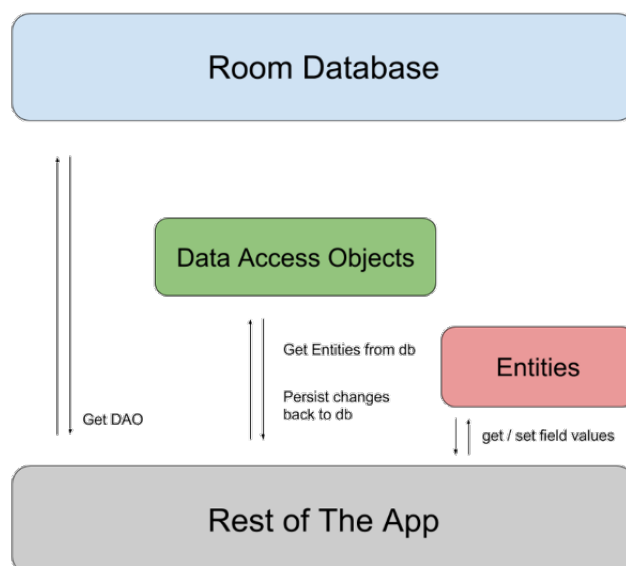 Room Database
Data Access Objects
Get Entities from db
Entities
Persist changes
back to db
Get DAO
get / set field values
Rest of The App